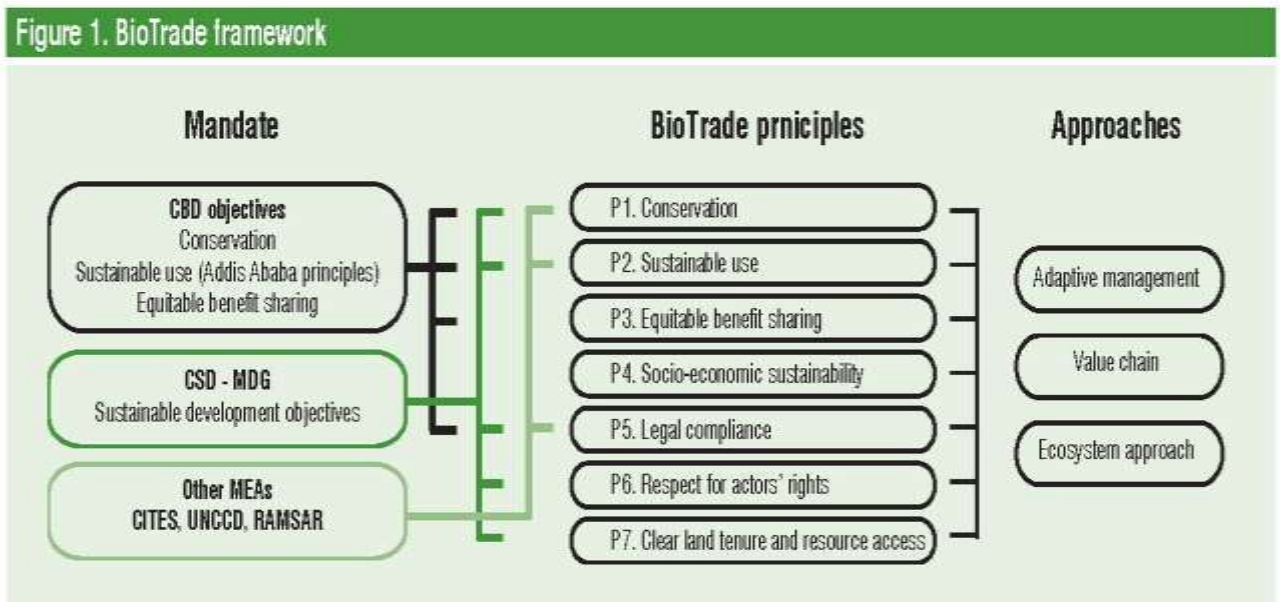 Figure 1. BioTrade framework
Mandate
BioTrade prniciples
Approaches
CBD objectives
Conservation
Sustainable use (Addis Ababa principles)
Equitable benefit sharing
CSD - MDG
Sustainable development objectives
Other MEAs
CITES, UNCCD, RAMSAR
P1. Conservation
P2. Sustainable use
P3. Equitable benefit sharing
P4. Socio-economic sustainability
P5. Legal compliance
P6. Respect for actors' rights
P7. Clear land tenure and resource access
Adaptive management
Value chain
Ecosystem approach